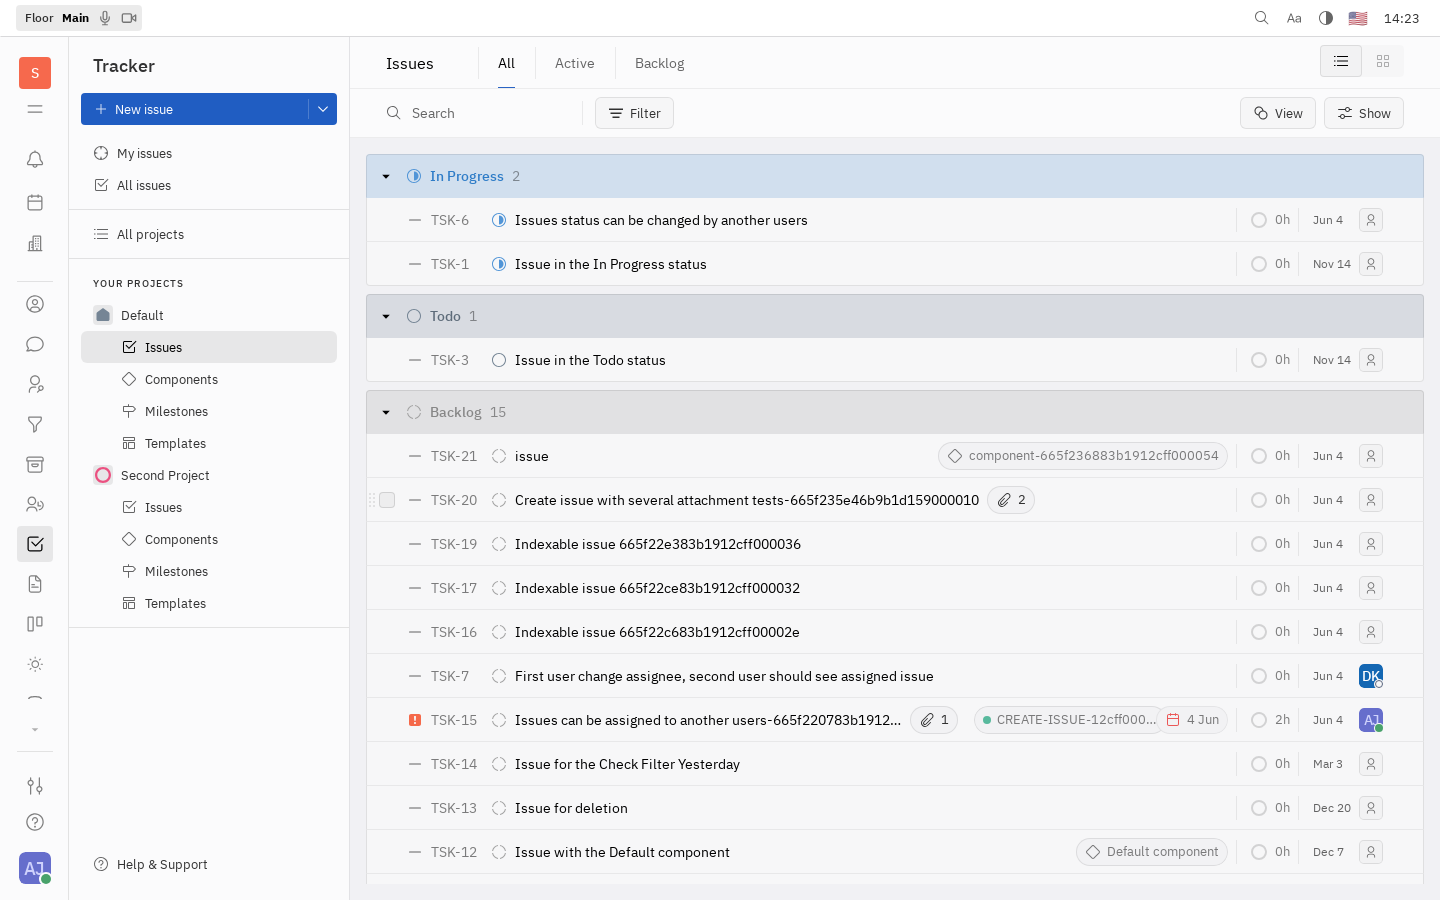 Floor Main
Aa
14:23
S
Tracker
New issue
My issues
All issues
All projects
YOUR PROJECTS
Default
Issues
Components
Milestones
Templates
Second Project
Issues
Components
Milestones
Templates
Help & Support
AJ
Issues
All
Active
Backlog
Search
Filter
View
Show
In Progress 2
TSK-6 Issues status can be changed by another users 0h Jun 4
TSK-1 Issue in the In Progress status 0h Nov 14
Todo 1
TSK-3 Issue in the Todo status 0h Nov 14
Backlog 15
TSK-21 issue component-665f236883b1912cff000054 0h Jun 4
TSK-20 Create issue with several attachment tests-665f235e46b9b1d159000010 2 0h Jun 4
TSK-19 Indexable issue 665f22e383b1912cff000036 0h Jun 4
TSK-17 Indexable issue 665f22ce83b1912cff000032 0h Jun 4
TSK-16 Indexable issue 665f22c683b1912cff00002e 0h Jun 4
TSK-7 First user change assignee, second user should see assigned issue 0h Jun 4 DK
TSK-15 Issues can be assigned to another users-665f220783b1912... 1 CREATE-ISSUE-12cff000... 4 Jun 2h Jun 4 AJ
TSK-14 Issue for the Check Filter Yesterday 0h Mar 3
TSK-13 Issue for deletion 0h Dec 20
TSK-12 Issue with the Default component Default component 0h Dec 7